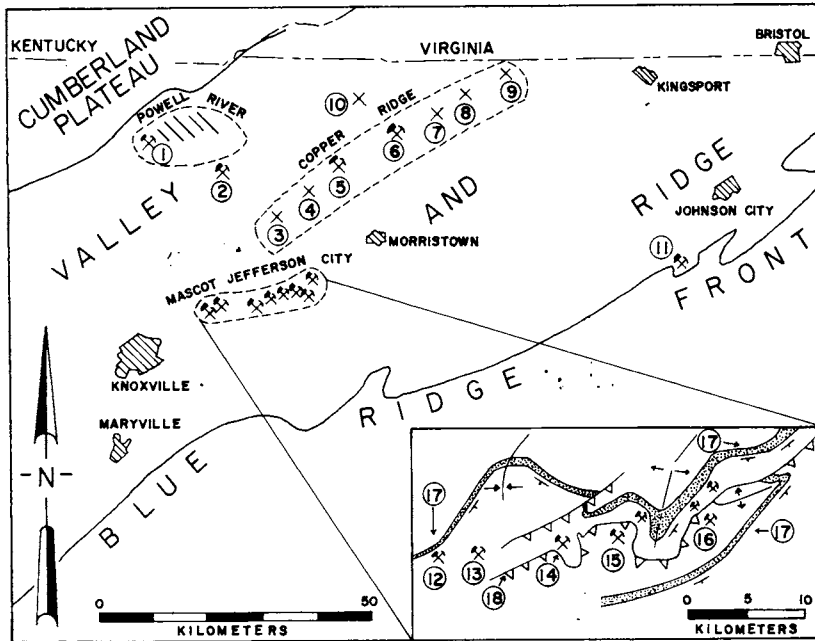 KENTUCKY
VIRGINIA
BRISTOL
CUMBERLAND
PLATEAU
KINGSPORT
POWELL RIVER
1
2
10
COPPER RIDGE
9
8
7
6
5
4
3
VALLEY AND RIDGE
JOHNSON CITY
MORRISTOWN
11
MASCOT JEFFERSON CITY
KNOXVILLE
MARYVILLE
BLUE RIDGE FRONT
-N-
0 50
KILOMETERS
17
17
17
12
13
14
15
16
18
0 5 10
KILOMETERS